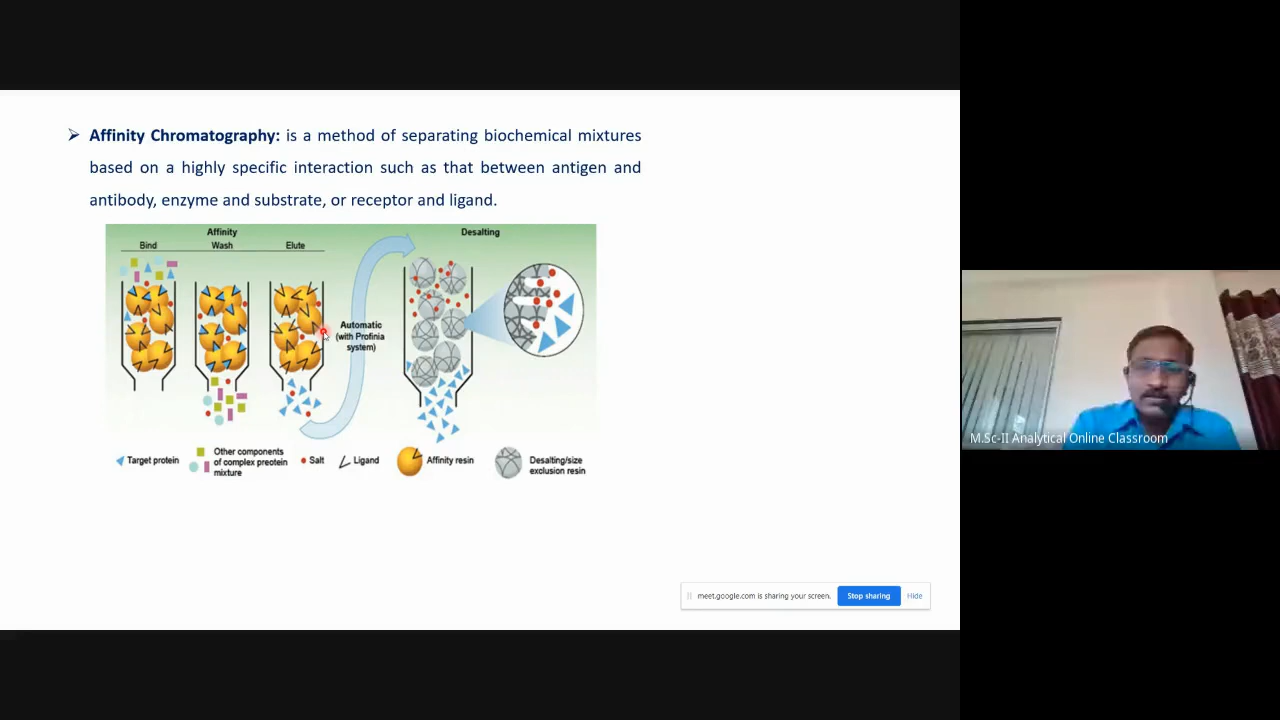 Affinity Chromatography: is a method of separating biochemical mixtures
based on a highly specific interaction such as that between antigen and
antibody, enzyme and substrate, or receptor and ligand.
Affinity
Desalting
Bind
Wash
Elute
Automatic
(with Profinia
system)
Target protein
Other components
of complex preotein
mixture
Salt
Ligand
Affinity resin
Desalting/size
exclusion resin
M.Sc-II Analytical Online Classroom
meet.google.com is sharing your screen.
Stop sharing
Hide